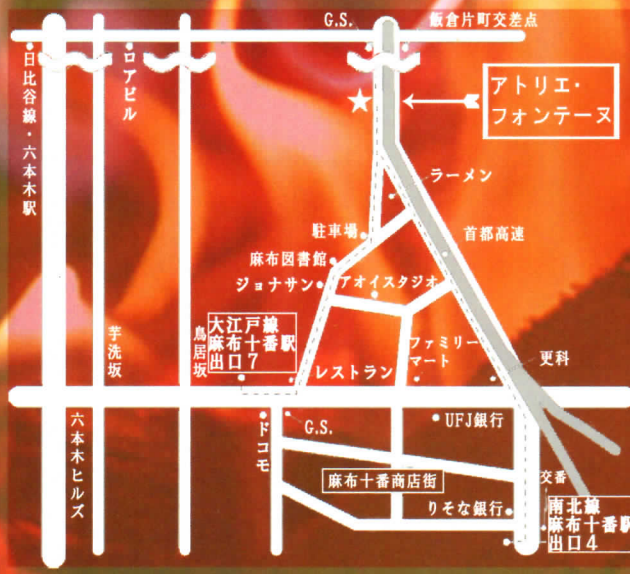 G.S.
飯倉片町交差点
日比谷線・六本木駅
ロアビル
アトリエ・
フォンテーヌ
ラーメン
駐車場
首都高速
麻布図書館
ジョナサン
アオイスタジオ
芋洗坂
鳥居坂
大江戸線
麻布十番駅
出口7
ファミリー
マート
更科
レストラン
六本木ヒルズ
ドコモ
G.S.
UFJ銀行
麻布十番商店街
交番
りそな銀行
南北線
麻布十番駅
出口4